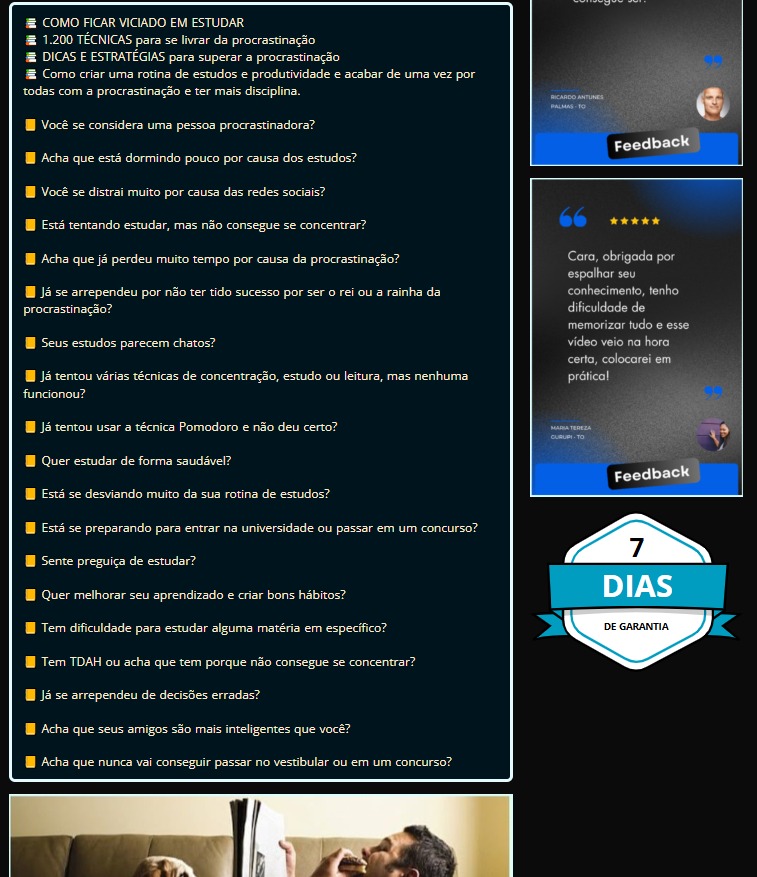 COMO FICAR VICIADO EM ESTUDAR
1.200 TÉCNICAS para se livrar da procrastinação
DICAS E ESTRATÉGIAS para superar a procrastinação
Como criar uma rotina de estudos e produtividade e acabar de uma vez por
todas com a procrastinação e ter mais disciplina.
Você se considera uma pessoa procrastinadora?
Acha que está dormindo pouco por causa dos estudos?
Você se distrai muito por causa das redes sociais?
Está tentando estudar, mas não consegue se concentrar?
Acha que já perdeu muito tempo por causa da procrastinação?
Já se arrependeu por não ter tido sucesso por ser o rei ou a rainha da
procrastinação?
Seus estudos parecem chatos?
Já tentou várias técnicas de concentração, estudo ou leitura, mas nenhuma
funcionou?
Já tentou usar a técnica Pomodoro e não deu certo?
Quer estudar de forma saudável?
Está se desviando muito da sua rotina de estudos?
Está se preparando para entrar na universidade ou passar em um concurso?
Sente preguiça de estudar?
Quer melhorar seu aprendizado e criar bons hábitos?
Tem dificuldade para estudar alguma matéria em específico?
Tem TDAH ou acha que tem porque não consegue se concentrar?
Já se arrependeu de decisões erradas?
Acha que seus amigos são mais inteligentes que você?
Acha que nunca vai conseguir passar no vestibular ou em um concurso?
RICARDO ANTUNES
PALMAS - TO
Feedback
Cara, obrigada por
espalhar seu
conhecimento, tenho
dificuldade de
memorizar tudo e esse
vídeo veio na hora
certa, colocarei em
prática!
MARIA TEREZA
GURUPI - TO
Feedback
7
DIAS
DE GARANTIA